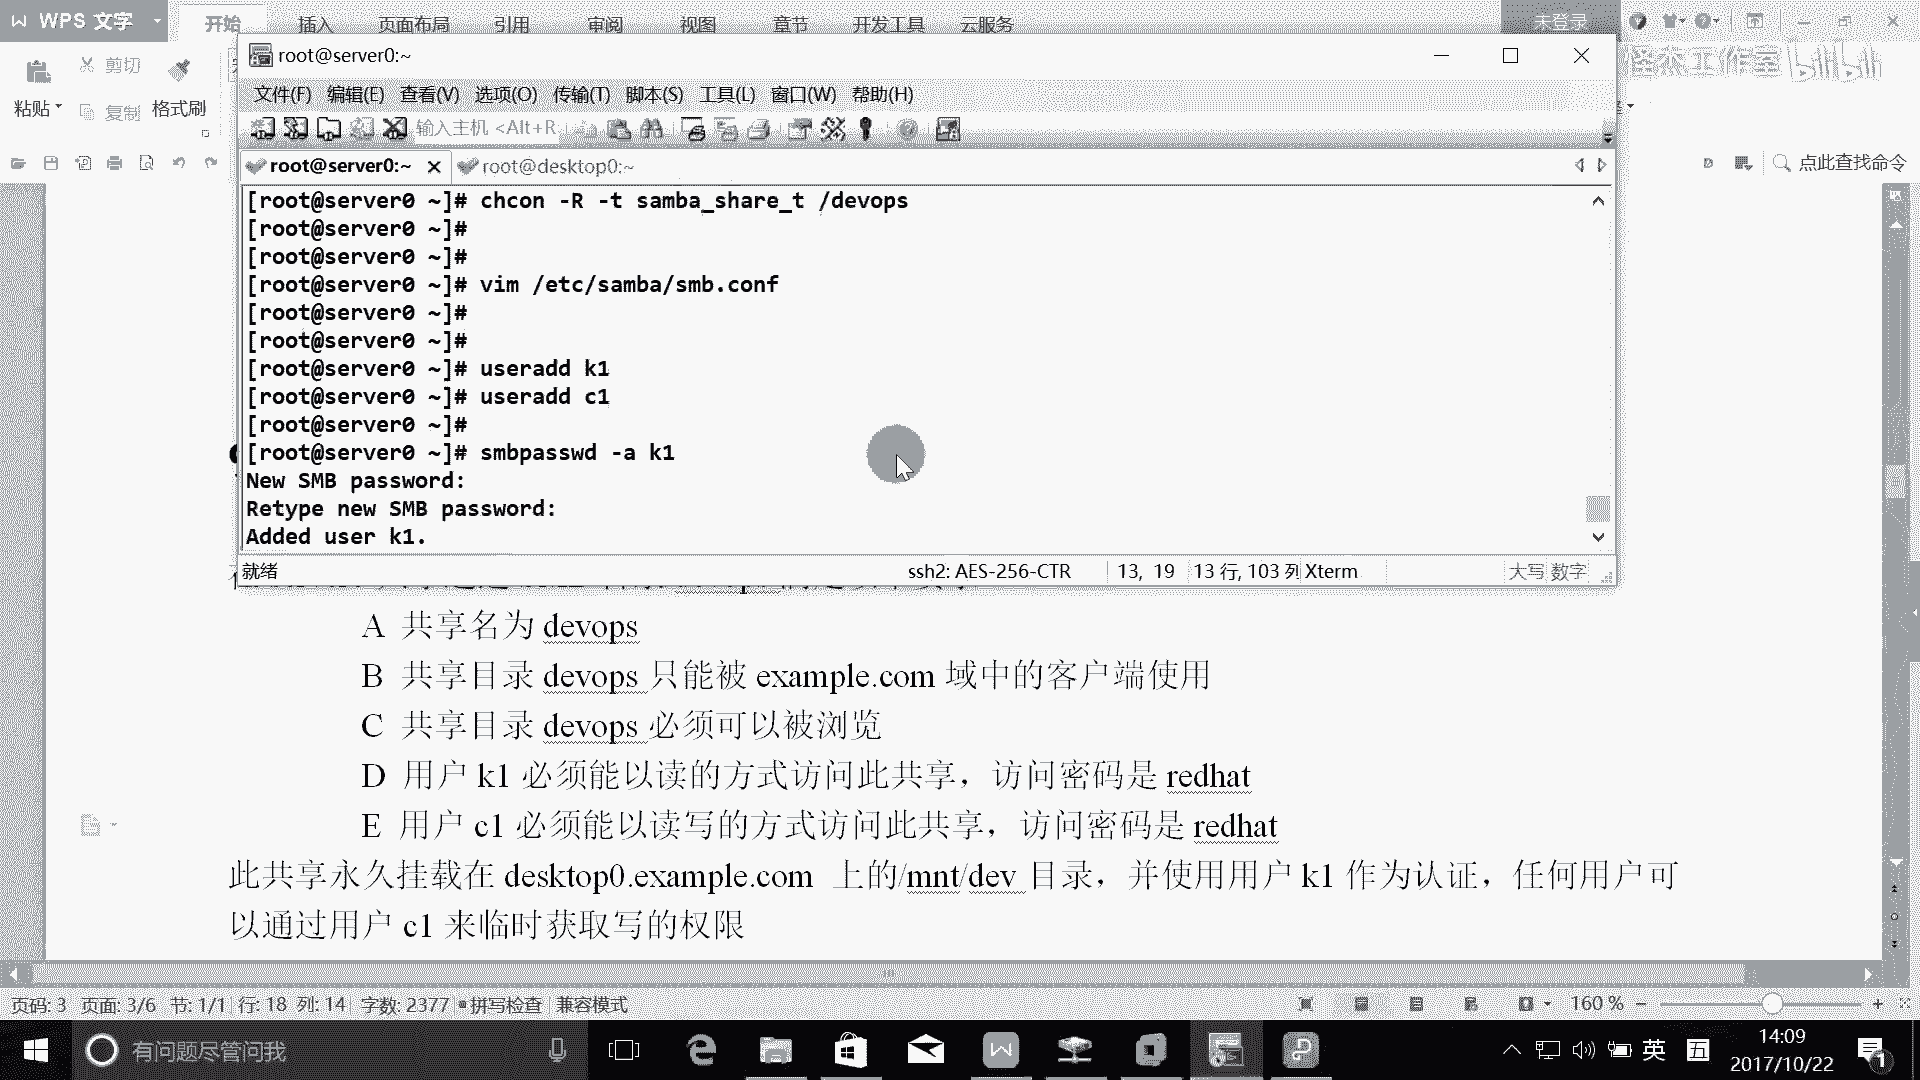 WPS 文字
开始 插入 页面布局 引用 审阅 视图 章节 开发工具 云服务
未登录
粘贴
剪切
复制
格式刷
点此查找命令
root@server0:~
文件(F) 编辑(E) 查看(V) 选项(O) 传输(T) 脚本(S) 工具(L) 窗口(W) 帮助(H)
输入主机 <Alt+R
root@server0:~
root@desktop0:~
[root@server0 ~]# chcon -R -t samba_share_t /devops
[root@server0 ~]#
[root@server0 ~]#
[root@server0 ~]# vim /etc/samba/smb.conf
[root@server0 ~]#
[root@server0 ~]#
[root@server0 ~]# useradd k1
[root@server0 ~]# useradd c1
[root@server0 ~]#
[root@server0 ~]# smbpasswd -a k1
New SMB password:
Retype new SMB password:
Added user k1.
就绪
ssh2: AES-256-CTR
13, 19
13 行, 103 列
Xterm
大写 数字
A 共享名为 devops
B 共享目录 devops 只能被 example.com 域中的客户端使用
C 共享目录 devops 必须可以被浏览
D 用户 k1 必须能以读的方式访问此共享，访问密码是 redhat
E 用户 c1 必须能以读写的方式访问此共享，访问密码是 redhat
此共享永久挂载在 desktop0.example.com 上的/mnt/dev 目录，并使用用户 k1 作为认证，任何用户可
以通过用户 c1 来临时获取写的权限
页码: 3 页面: 3/6 节: 1/1 行: 18 列: 14 字数: 2377 拼写检查 兼容模式
160 %
有问题尽管问我
英
五
14:09
2017/10/22
1